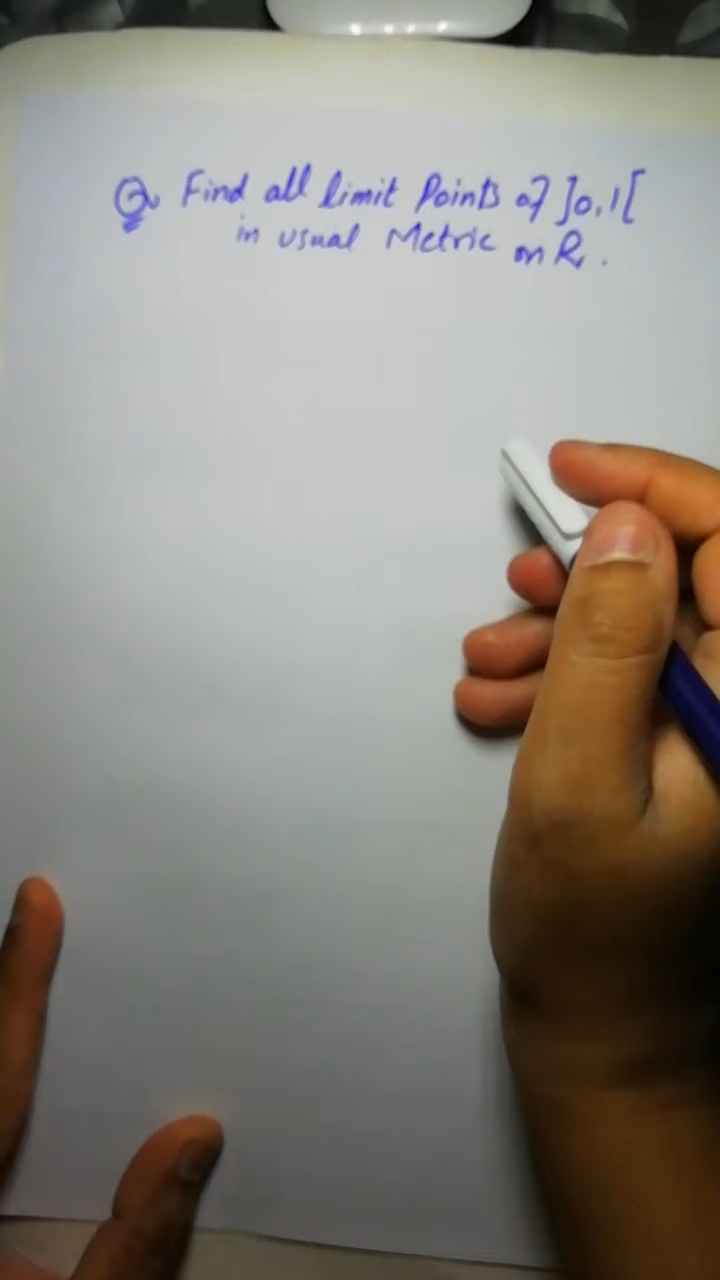 Q Find all limit Points of ]0,1[
in usual Metric on R.